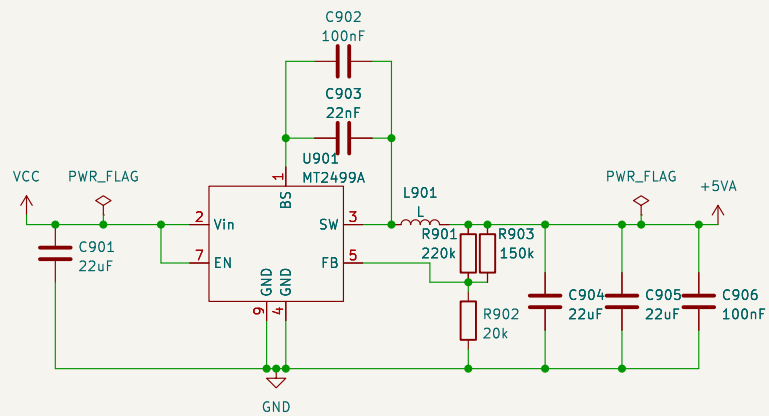 C902
100nF
C903
22nF
U901
MT2499A
VCC
PWR_FLAG
PWR_FLAG
+5VA
1
BS
L901
L
2
Vin
SW
3
R901
220k
R903
150k
C901
22uF
7
EN
FB
5
GND
GND
9
4
R902
20k
C904
22uF
C905
22uF
C906
100nF
GND